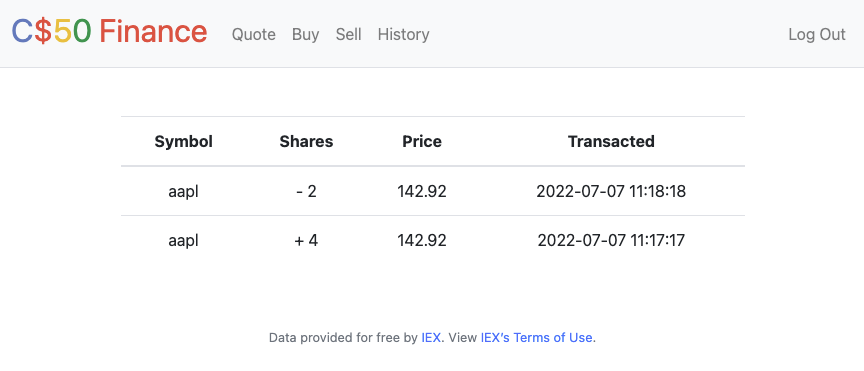 C$50 Finance Quote Buy Sell History Log Out
Symbol Shares Price Transacted
aapl - 2 142.92 2022-07-07 11:18:18
aapl + 4 142.92 2022-07-07 11:17:17
Data provided for free by IEX. View IEX’s Terms of Use.